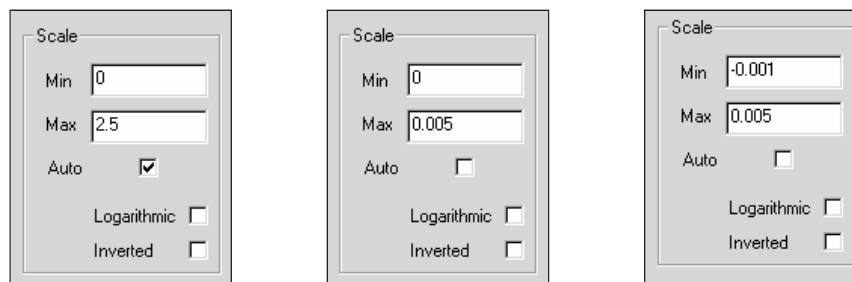 Scale
Min 0
Max 2.5
Auto
Logarithmic
Inverted
Scale
Min 0
Max 0.005
Auto
Logarithmic
Inverted
Scale
Min -0.001
Max 0.005
Auto
Logarithmic
Inverted